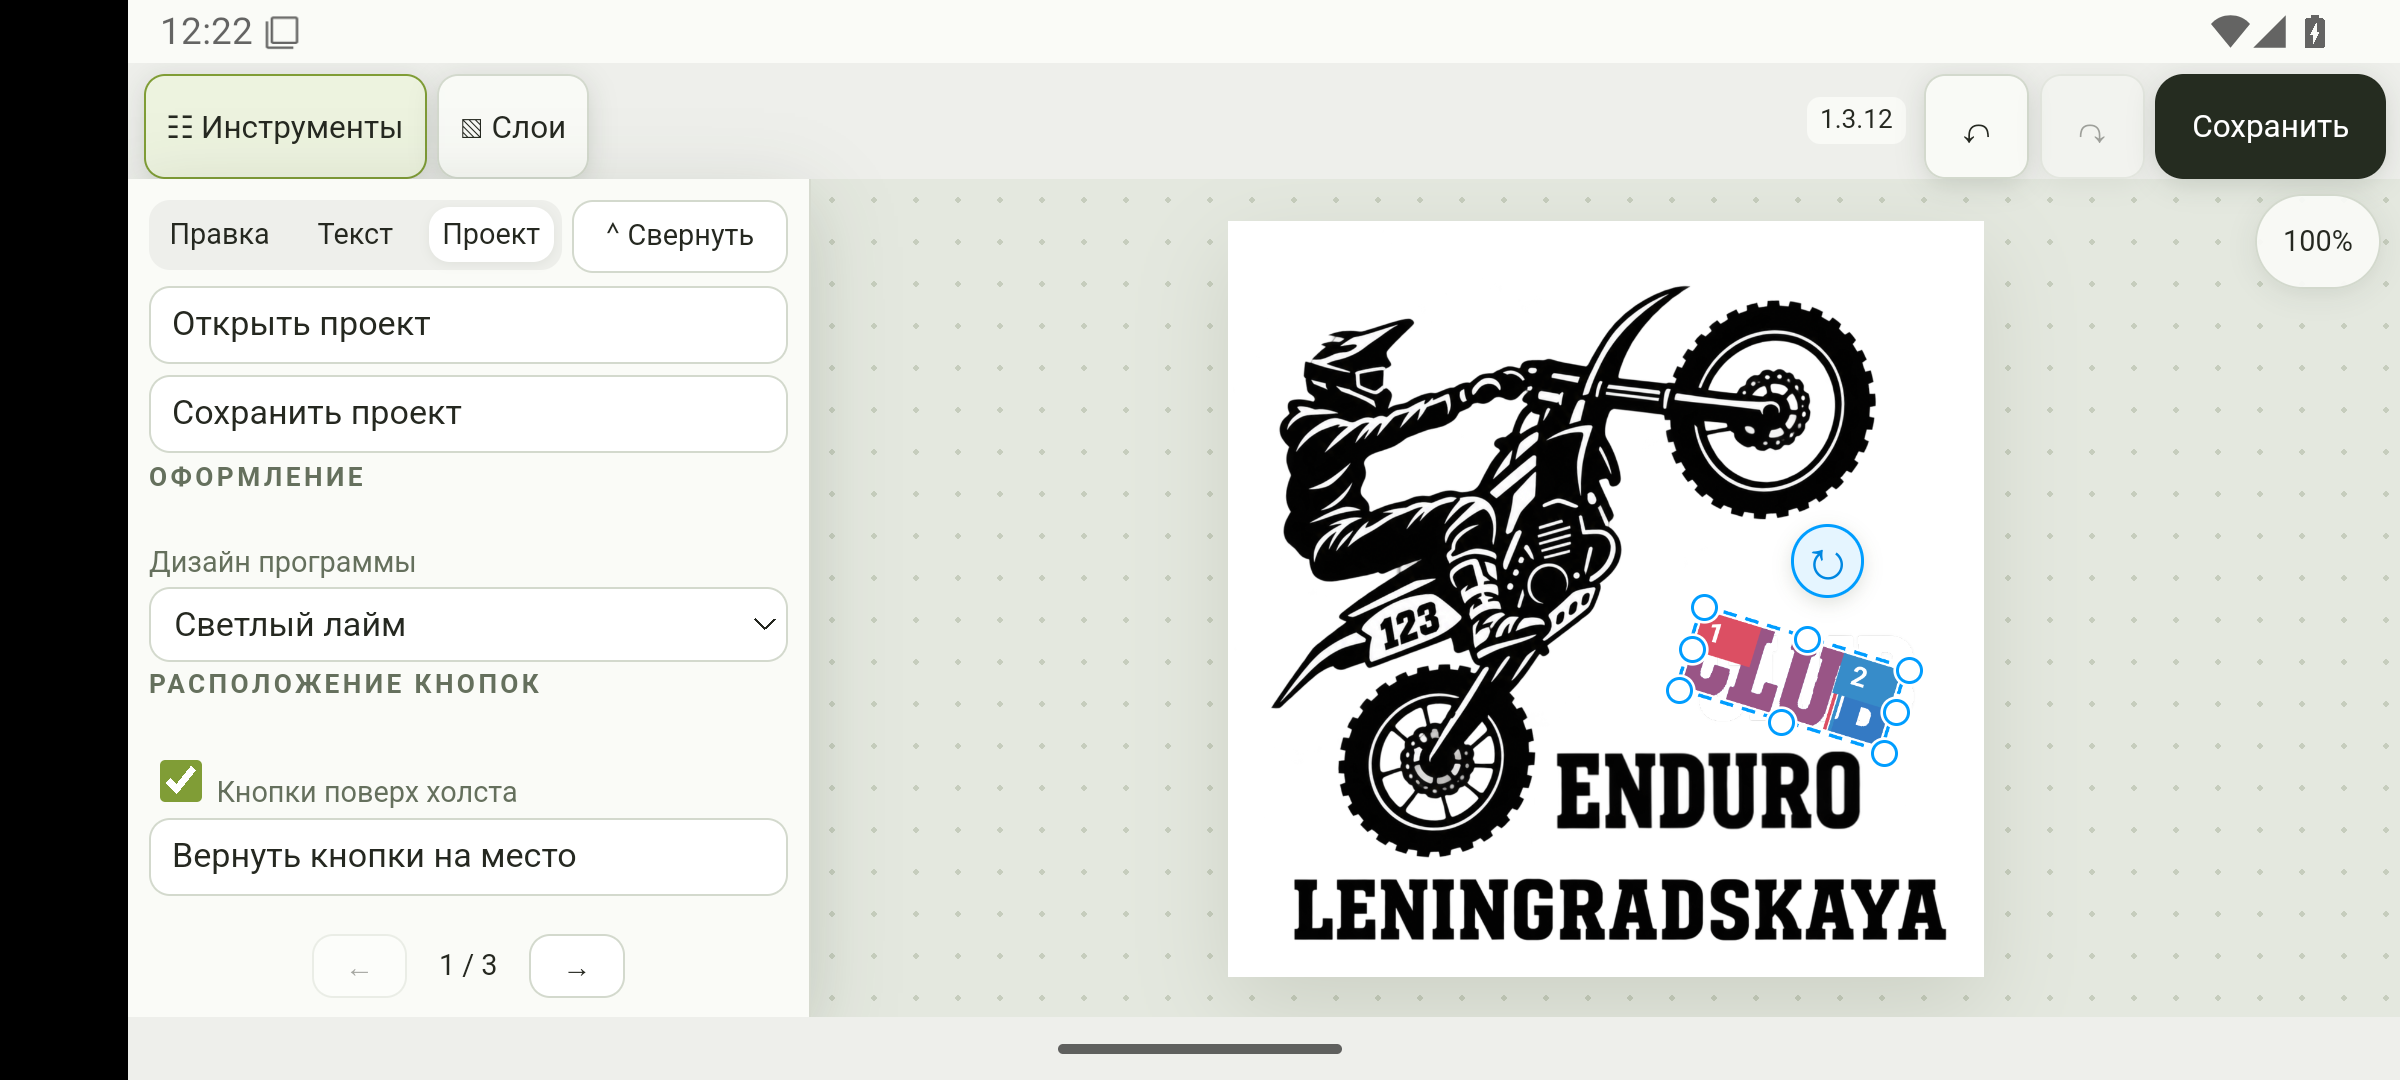 12:22
Инструменты
Слои
1.3.12
Сохранить
Правка Текст Проект
^ Свернуть
100%
Открыть проект
Сохранить проект
ОФОРМЛЕНИЕ
Дизайн программы
Светлый лайм
РАСПОЛОЖЕНИЕ КНОПОК
Кнопки поверх холста
Вернуть кнопки на место
← 1 / 3 →
123
1
2
CLUB
ENDURO
LENINGRADSKAYA